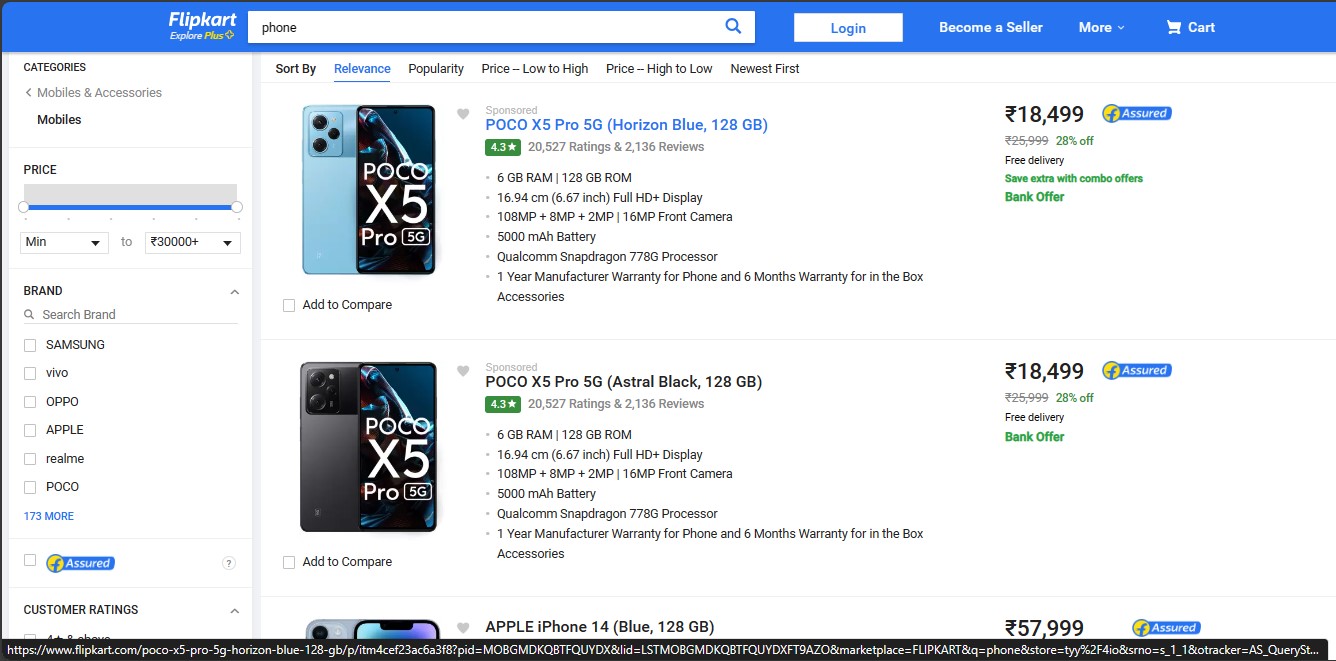 Flipkart
Explore Plus
phone
Login
Become a Seller
More
Cart
CATEGORIES
Mobiles & Accessories
Mobiles
PRICE
Min
to
₹30000+
BRAND
Search Brand
SAMSUNG
vivo
OPPO
APPLE
realme
POCO
173 MORE
f Assured
?
CUSTOMER RATINGS
4★ & above
Sort By Relevance Popularity Price -- Low to High Price -- High to Low Newest First
POCO
X5
Pro 5G
Add to Compare
Sponsored
POCO X5 Pro 5G (Horizon Blue, 128 GB)
4.3★ 20,527 Ratings & 2,136 Reviews
6 GB RAM | 128 GB ROM
16.94 cm (6.67 inch) Full HD+ Display
108MP + 8MP + 2MP | 16MP Front Camera
5000 mAh Battery
Qualcomm Snapdragon 778G Processor
1 Year Manufacturer Warranty for Phone and 6 Months Warranty for in the Box
Accessories
₹18,499
f Assured
₹25,999 28% off
Free delivery
Save extra with combo offers
Bank Offer
POCO
X5
Pro 5G
Add to Compare
Sponsored
POCO X5 Pro 5G (Astral Black, 128 GB)
4.3★ 20,527 Ratings & 2,136 Reviews
6 GB RAM | 128 GB ROM
16.94 cm (6.67 inch) Full HD+ Display
108MP + 8MP + 2MP | 16MP Front Camera
5000 mAh Battery
Qualcomm Snapdragon 778G Processor
1 Year Manufacturer Warranty for Phone and 6 Months Warranty for in the Box
Accessories
₹18,499
f Assured
₹25,999 28% off
Free delivery
Bank Offer
APPLE iPhone 14 (Blue, 128 GB)
₹57,999
f Assured
https://www.flipkart.com/poco-x5-pro-5g-horizon-blue-128-gb/p/itm4cef23ac6a3f8?pid=MOBGMDKQBTFQUYDX&lid=LSTMOBGMDKQBTFQUYDXFT9AZO&marketplace=FLIPKART&q=phone&store=tyy%2F4io&srno=s_1_1&otracker=AS_QuerySt...